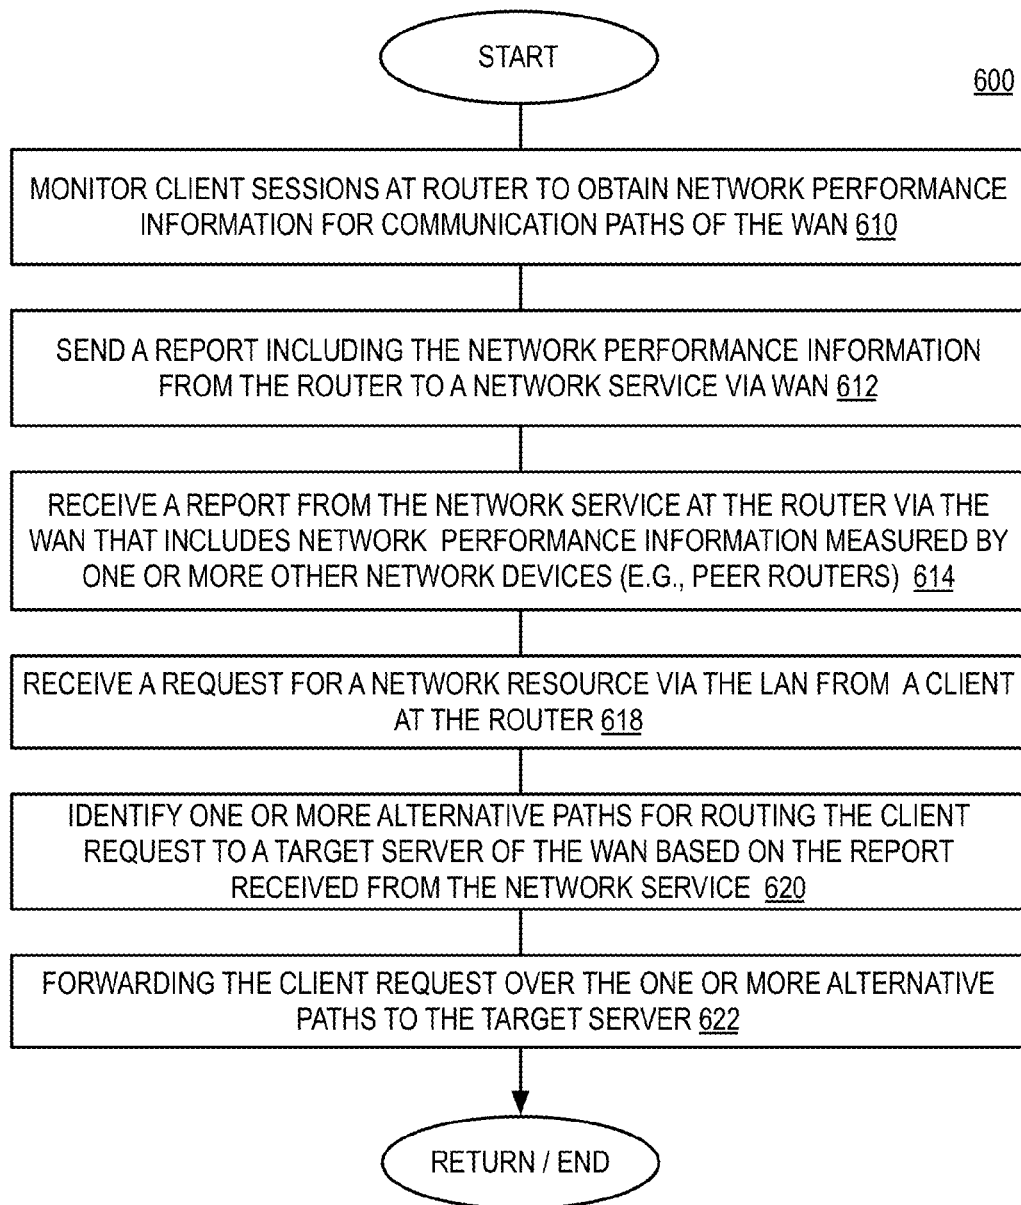 START
600
MONITOR CLIENT SESSIONS AT ROUTER TO OBTAIN NETWORK PERFORMANCE
INFORMATION FOR COMMUNICATION PATHS OF THE WAN 610
SEND A REPORT INCLUDING THE NETWORK PERFORMANCE INFORMATION
FROM THE ROUTER TO A NETWORK SERVICE VIA WAN 612
RECEIVE A REPORT FROM THE NETWORK SERVICE AT THE ROUTER VIA THE
WAN THAT INCLUDES NETWORK PERFORMANCE INFORMATION MEASURED BY
ONE OR MORE OTHER NETWORK DEVICES (E.G., PEER ROUTERS) 614
RECEIVE A REQUEST FOR A NETWORK RESOURCE VIA THE LAN FROM A CLIENT
AT THE ROUTER 618
IDENTIFY ONE OR MORE ALTERNATIVE PATHS FOR ROUTING THE CLIENT
REQUEST TO A TARGET SERVER OF THE WAN BASED ON THE REPORT
RECEIVED FROM THE NETWORK SERVICE 620
FORWARDING THE CLIENT REQUEST OVER THE ONE OR MORE ALTERNATIVE
PATHS TO THE TARGET SERVER 622
RETURN / END